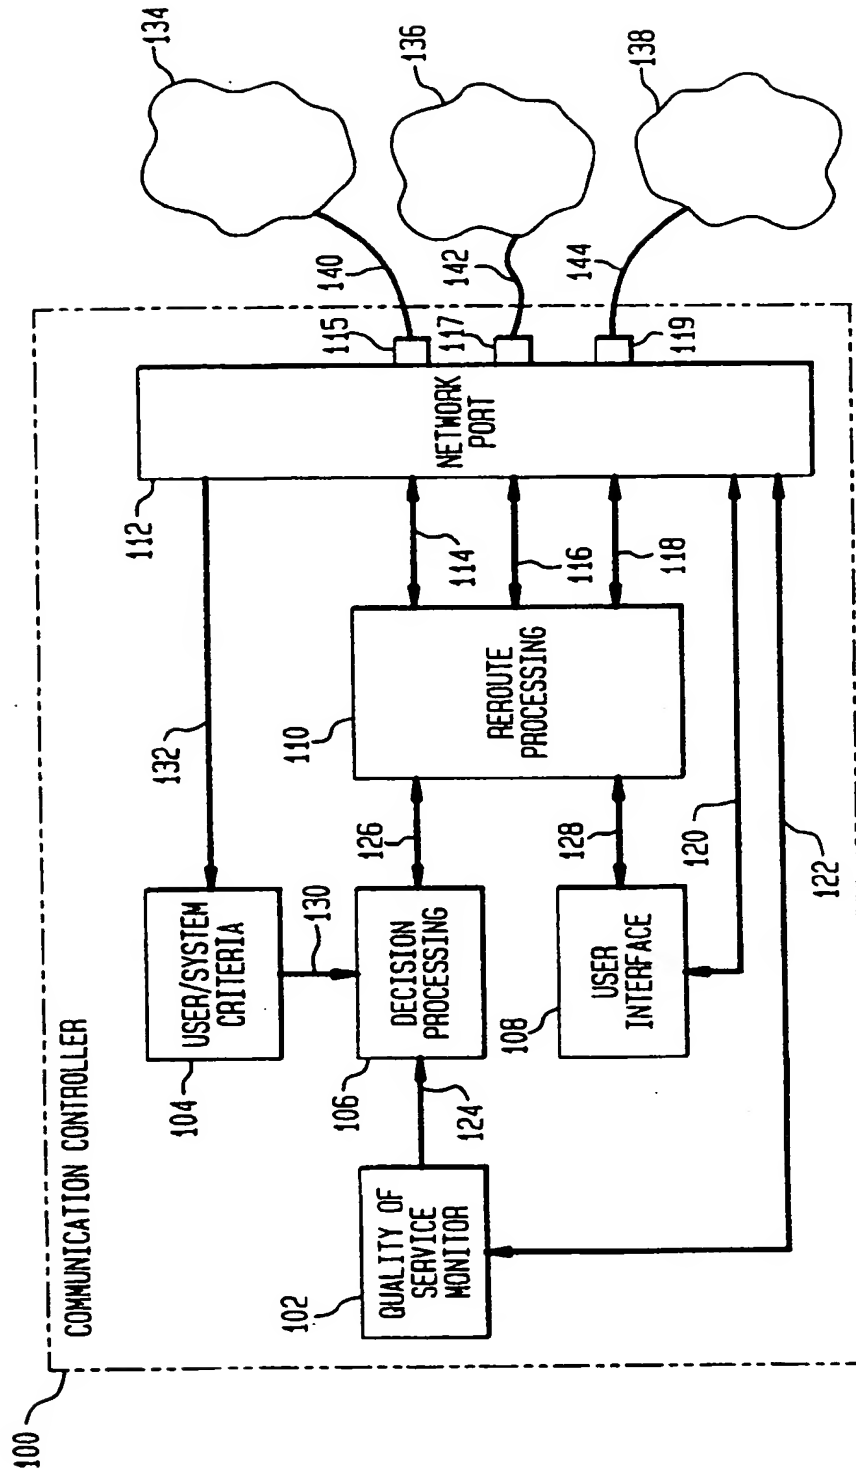 100
COMMUNICATION CONTROLLER
102
QUALITY OF
SERVICE
MONITOR
104
USER/SYSTEM
CRITERIA
106
DECISION
PROCESSING
108
USER
INTERFACE
110
REROUTE
PROCESSING
112
NETWORK
PORT
114
116
118
115
117
119
120
122
124
126
128
130
132
134
136
138
140
142
144